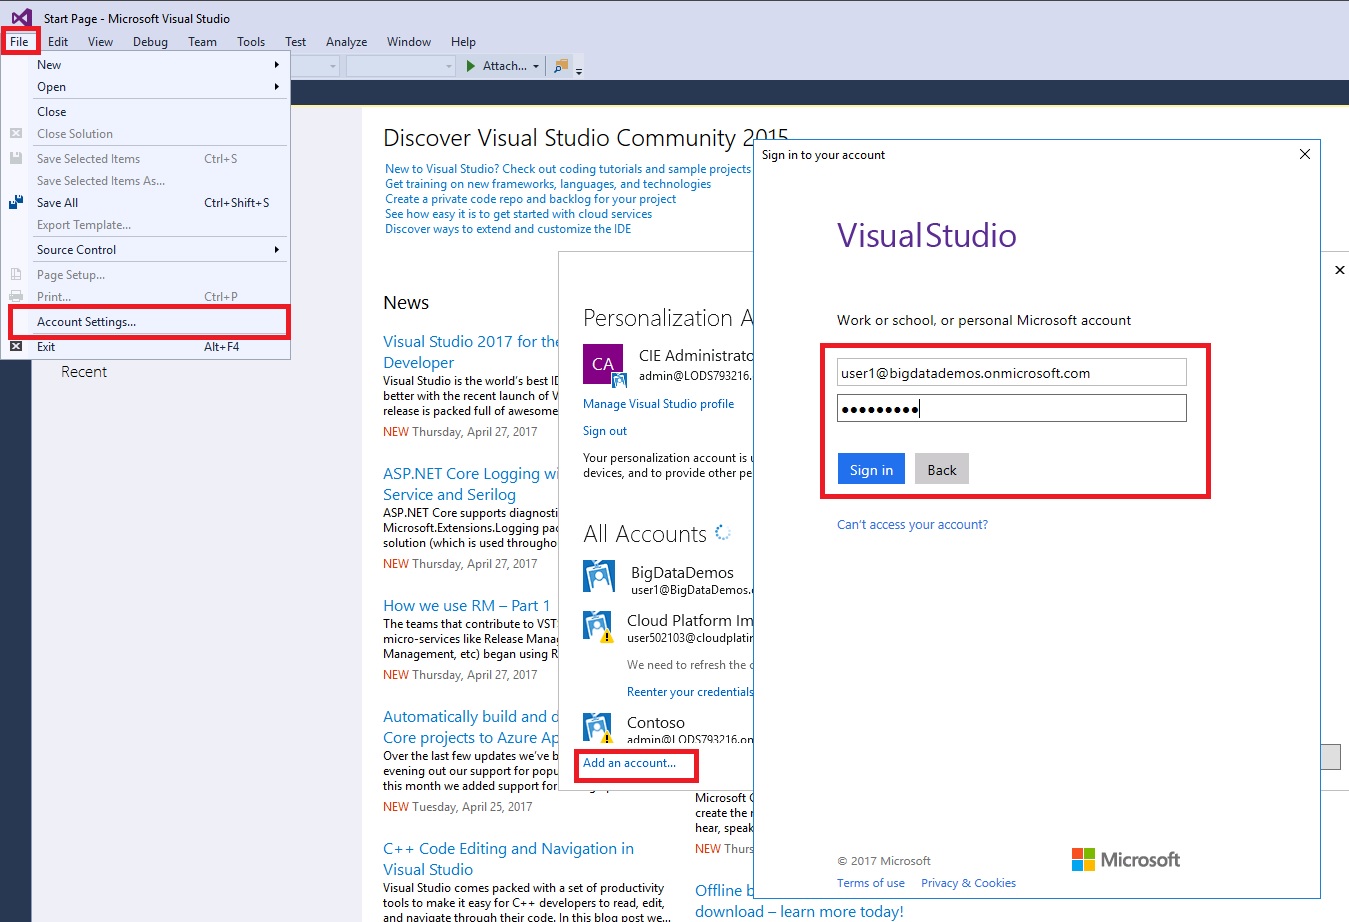 Start Page - Microsoft Visual Studio
File Edit View Debug Team Tools Test Analyze Window Help
Attach...
New
Open
Close
Close Solution
Save Selected Items Ctrl+S
Save Selected Items As...
Save All Ctrl+Shift+S
Export Template...
Source Control
Page Setup...
Print... Ctrl+P
Account Settings...
Exit Alt+F4
Recent
Discover Visual Studio Community 2015
New to Visual Studio? Check out coding tutorials and sample projects
Get training on new frameworks, languages, and technologies
Create a private code repo and backlog for your project
See how easy it is to get started with cloud services
Discover ways to extend and customize the IDE
News
Visual Studio 2017 for the
Developer
Visual Studio is the world's best ID
better with the recent launch of V
release is packed full of awesome
NEW Thursday, April 27, 2017
ASP.NET Core Logging wi
Service and Serilog
ASP.NET Core supports diagnosti
Microsoft.Extensions.Logging pac
solution (which is used througho
NEW Thursday, April 27, 2017
How we use RM – Part 1
The teams that contribute to VST
micro-services like Release Mana
Management, etc) began using R
NEW Thursday, April 27, 2017
Automatically build and d
Core projects to Azure Ap
Over the last few updates we've b
evening out our support for popu
this month we added support for
NEW Tuesday, April 25, 2017
C++ Code Editing and Navigation in
Visual Studio
Visual Studio comes packed with a set of productivity
tools to make it easy for C++ developers to read, edit,
and navigate through their code. In this blog post we...
Microsoft C
create the r
hear, speak
NEW Thurs
Offline b
download – learn more today!
Personalization A
CA
CIE Administrato
admin@LODS793216.
Manage Visual Studio profile
Sign out
Your personalization account is u
devices, and to provide other pe
All Accounts
BigDataDemos
user1@BigDataDemos.
Cloud Platform Im
user502103@cloudplatin
We need to refresh the c
Reenter your credentials
Contoso
admin@LODS793216.on
Add an account...
Sign in to your account
Visual Studio
Work or school, or personal Microsoft account
user1@bigdatademos.onmicrosoft.com
●●●●●●●●●
Sign in Back
Can't access your account?
© 2017 Microsoft
Terms of use Privacy & Cookies
Microsoft